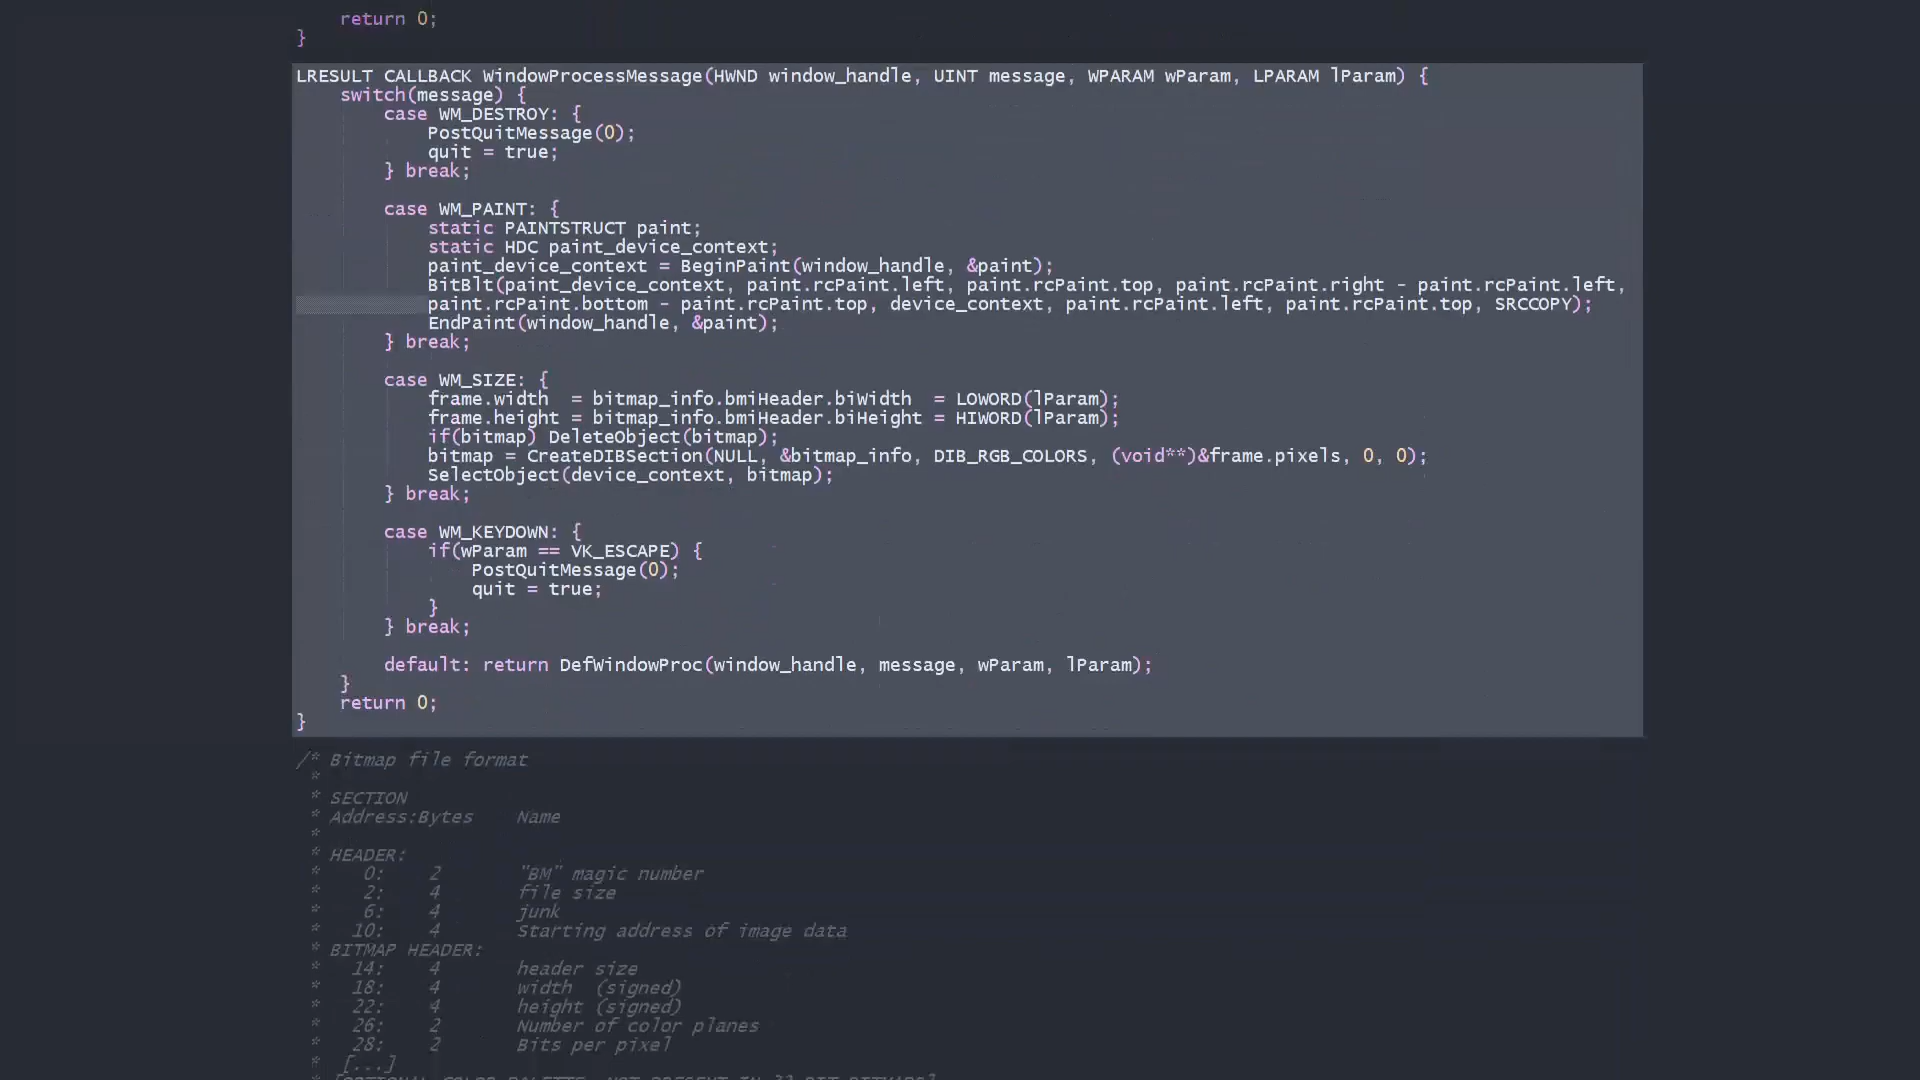 return 0;
}
LRESULT CALLBACK WindowProcessMessage(HWND window_handle, UINT message, WPARAM wParam, LPARAM lParam) {
    switch(message) {
        case WM_DESTROY: {
            PostQuitMessage(0);
            quit = true;
        } break;
        case WM_PAINT: {
            static PAINTSTRUCT paint;
            static HDC paint_device_context;
            paint_device_context = BeginPaint(window_handle, &paint);
            BitBlt(paint_device_context, paint.rcPaint.left, paint.rcPaint.top, paint.rcPaint.right - paint.rcPaint.left,
            paint.rcPaint.bottom - paint.rcPaint.top, device_context, paint.rcPaint.left, paint.rcPaint.top, SRCCOPY);
            EndPaint(window_handle, &paint);
        } break;
        case WM_SIZE: {
            frame.width  = bitmap_info.bmiHeader.biWidth  = LOWORD(lParam);
            frame.height = bitmap_info.bmiHeader.biHeight = HIWORD(lParam);
            if(bitmap) DeleteObject(bitmap);
            bitmap = CreateDIBSection(NULL, &bitmap_info, DIB_RGB_COLORS, (void**)&frame.pixels, 0, 0);
            SelectObject(device_context, bitmap);
        } break;
        case WM_KEYDOWN: {
            if(wParam == VK_ESCAPE) {
                PostQuitMessage(0);
                quit = true;
            }
        } break;
        default: return DefWindowProc(window_handle, message, wParam, lParam);
    }
    return 0;
}
/* Bitmap file format
 *
 * SECTION
 * Address:Bytes    Name
 *
 * HEADER:
 *    0:    2       "BM" magic number
 *    2:    4       file size
 *    6:    4       junk
 *   10:    4       Starting address of image data
 * BITMAP HEADER:
 *   14:    4       header size
 *   18:    4       width  (signed)
 *   22:    4       height (signed)
 *   26:    2       Number of color planes
 *   28:    2       Bits per pixel
 *  [...]
 * [OPTIONAL COLOR PALETTE, NOT PRESENT IN 32 BIT BITMAPS]